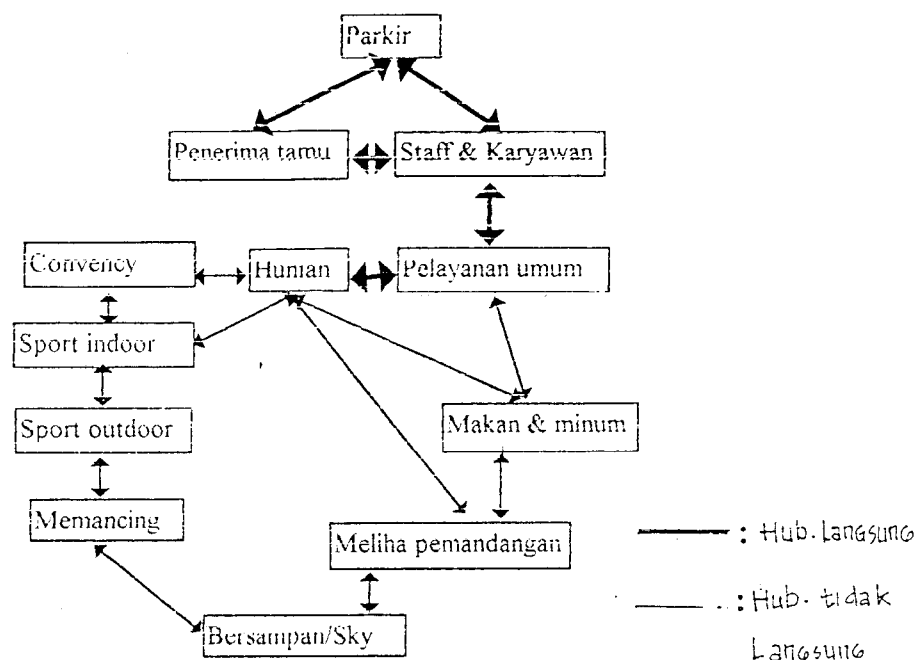 Parkir
Penerima tamu
Staff & Karyawan
Convency
Hunian
Pelayanan umum
Sport indoor
Sport outdoor
Makan & minum
Memancing
Meliha pemandangan
Bersampan/Sky
: Hub. Langsung
: Hub. tidak
Langsung